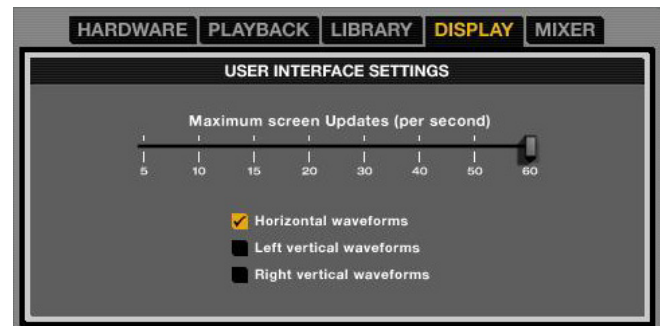 HARDWARE PLAYBACK LIBRARY DISPLAY MIXER
USER INTERFACE SETTINGS
Maximum screen Updates (per second)
5 10 15 20 30 40 50 60
Horizontal waveforms
Left vertical waveforms
Right vertical waveforms